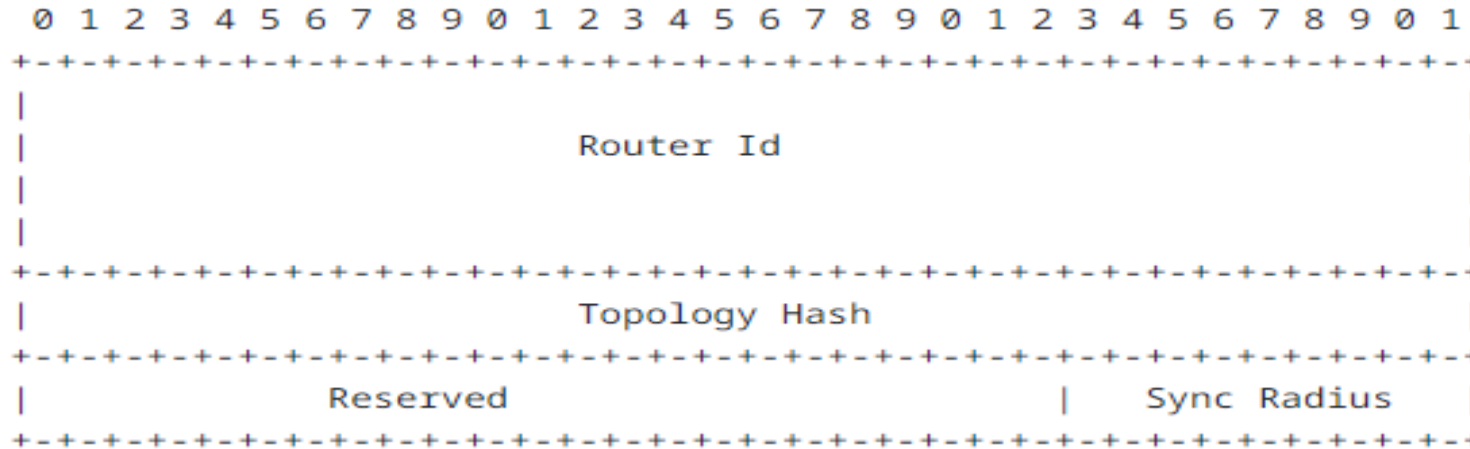 0 1 2 3 4 5 6 7 8 9 0 1 2 3 4 5 6 7 8 9 0 1 2 3 4 5 6 7 8 9 0 1
+-+-+-+-+-+-+-+-+-+-+-+-+-+-+-+-+-+-+-+-+-+-+-+-+-+-+-+-+-+-+-+-+
|                                                               |
|                        Router Id                              |
|                                                               |
|                                                               |
+-+-+-+-+-+-+-+-+-+-+-+-+-+-+-+-+-+-+-+-+-+-+-+-+-+-+-+-+-+-+-+-+
|                        Topology Hash                          |
+-+-+-+-+-+-+-+-+-+-+-+-+-+-+-+-+-+-+-+-+-+-+-+-+-+-+-+-+-+-+-+-+
|             Reserved                        |   Sync Radius   |
+-+-+-+-+-+-+-+-+-+-+-+-+-+-+-+-+-+-+-+-+-+-+-+-+-+-+-+-+-+-+-+-+